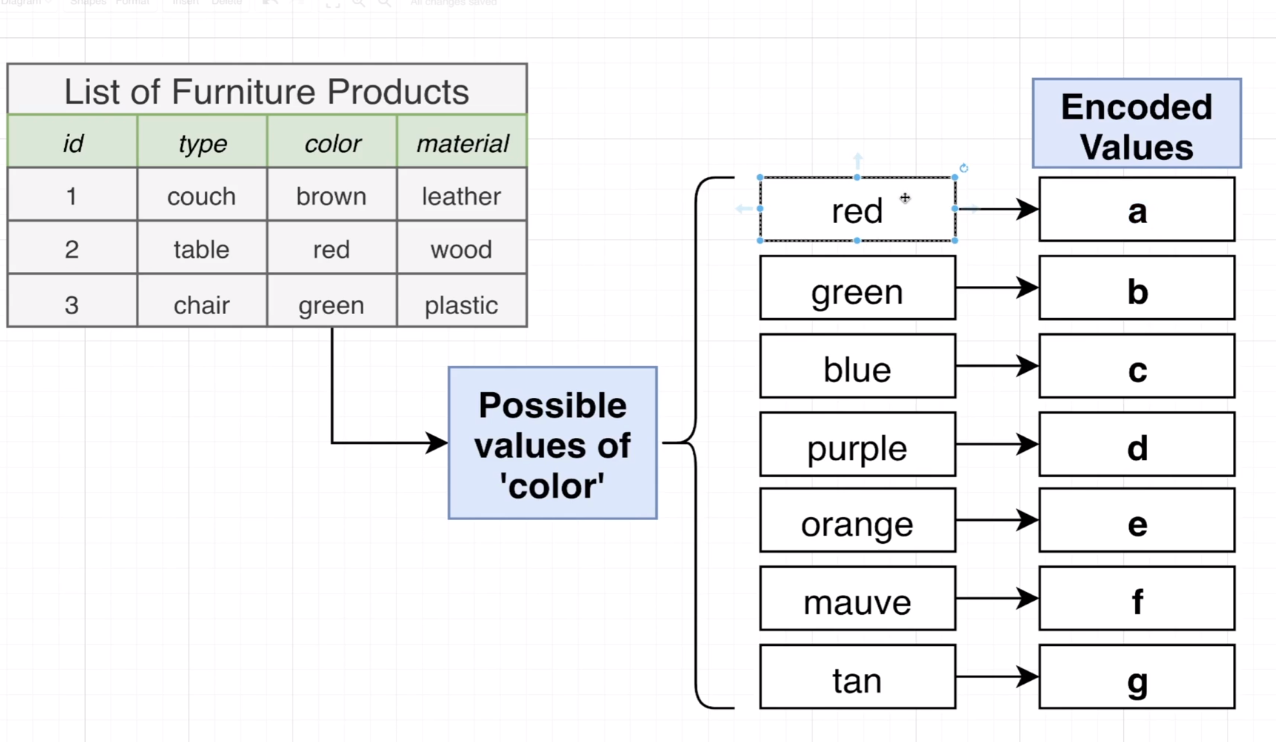 Diagram Shapes Format Insert Delete All changes saved
List of Furniture Products
id type color material
1 couch brown leather
2 table red wood
3 chair green plastic
Possible
values of
'color'
Encoded
Values
red a
green b
blue c
purple d
orange e
mauve f
tan g